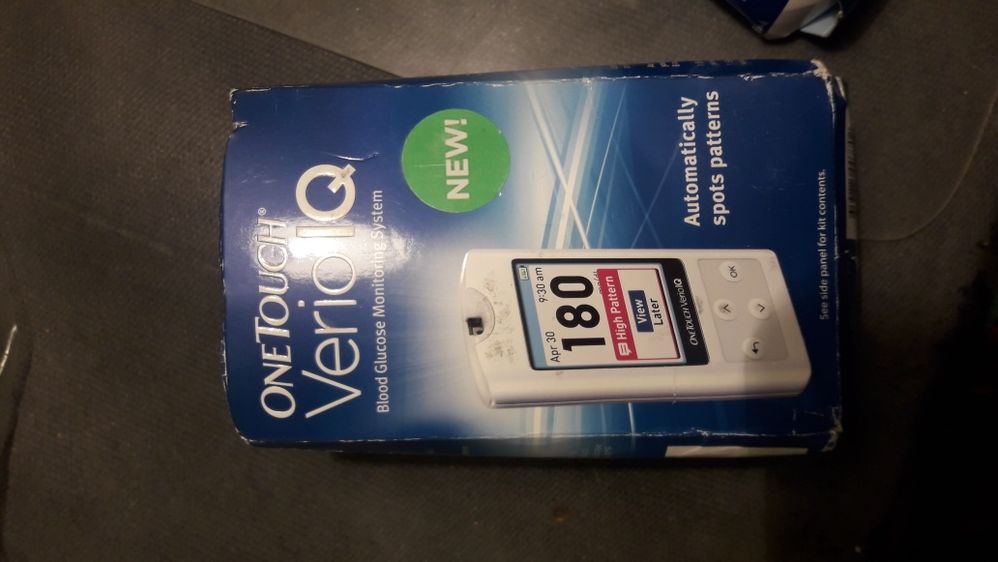 ONETOUCH®
VerioIQ
Blood Glucose Monitoring System
NEW!
Apr 30 9:30 am
180
High Pattern
View
Later
ONETOUCH VerioIQ
OK
Automatically
spots patterns
See side panel for kit contents.